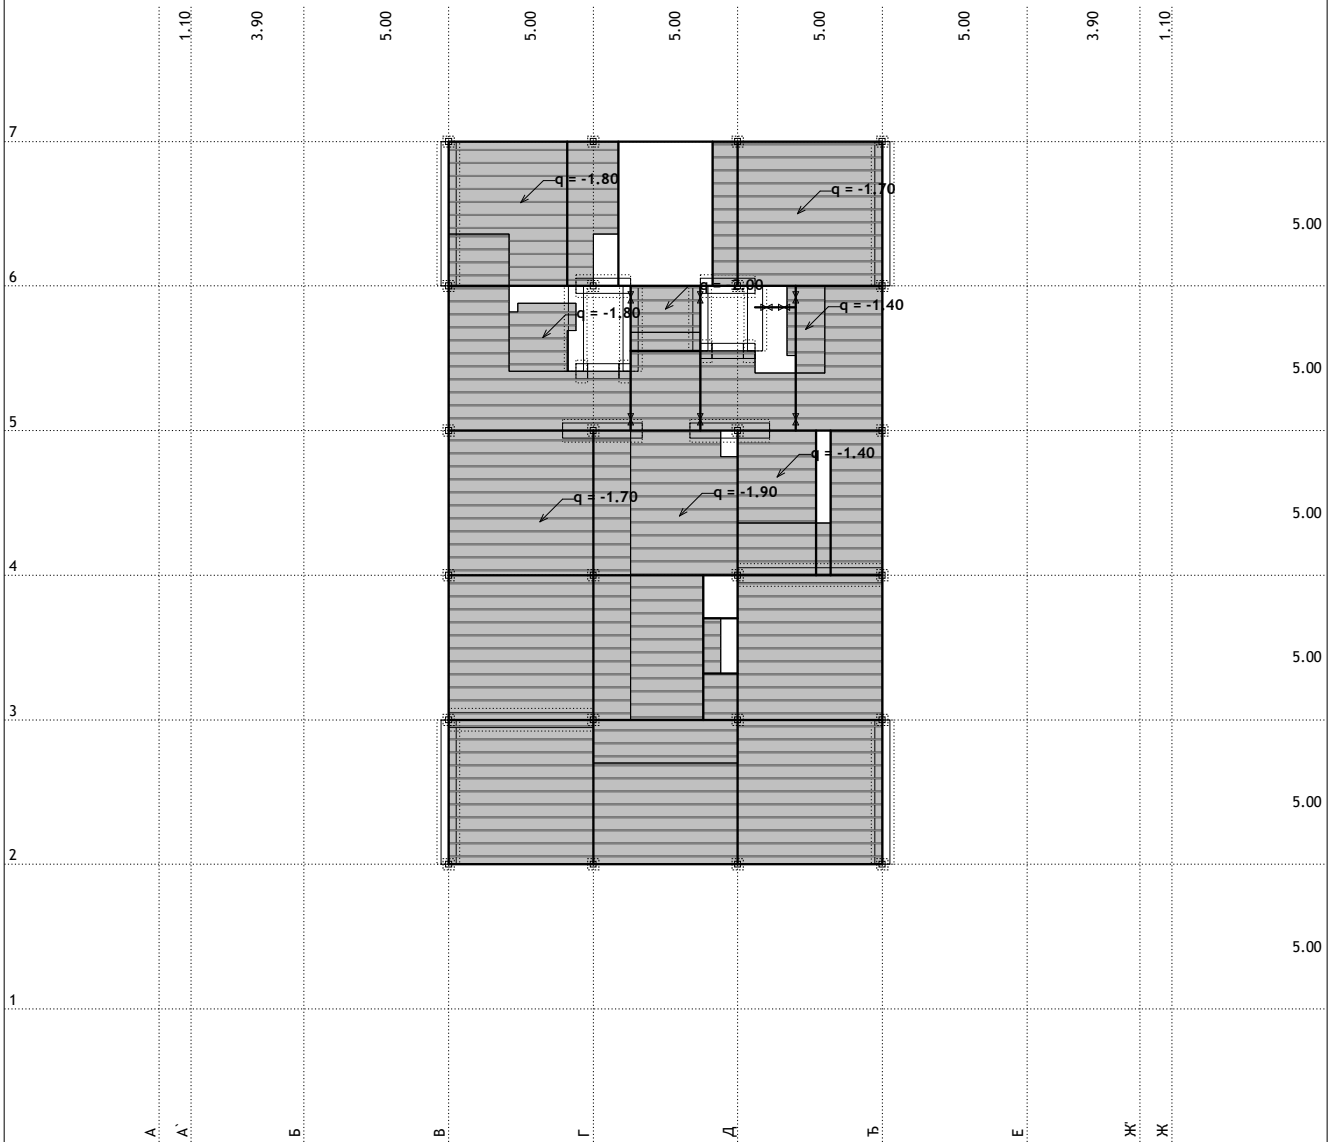 1.10 3.90 5.00 5.00 5.00 5.00 5.00 3.90 1.10
7
q = -1.80
q = -1.70
5.00
6
q = -2.00
q = -1.40
q = -1.80
5.00
5
q = -1.40
q = -1.90
q = -1.70
5.00
4
5.00
3
5.00
2
5.00
1
А А` Б В Г Д Ђ Е Ж' Ж